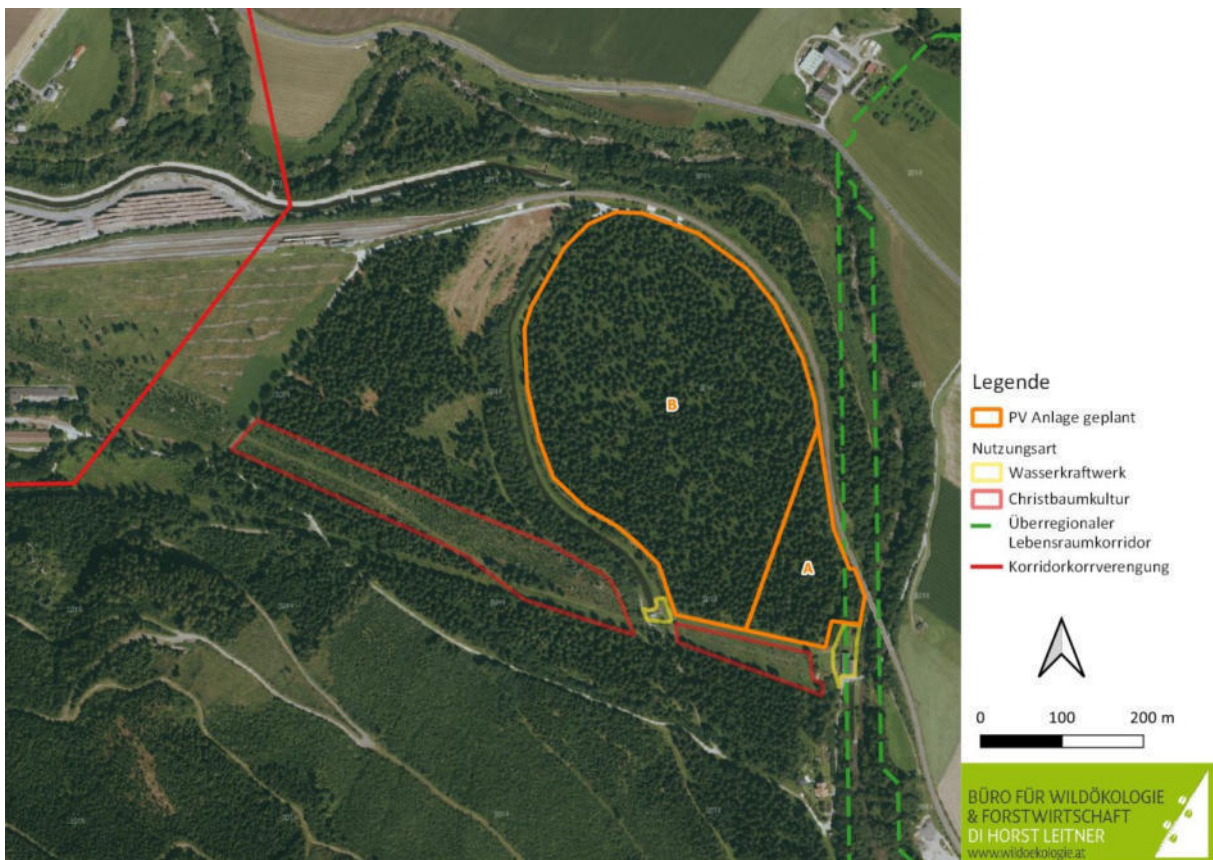 B
A
Legende
PV Anlage geplant
Nutzungsart
Wasserkraftwerk
Christbaumkultur
Überregionaler
Lebensraumkorridor
Korridorkorrverengung
0 100 200 m
BÜRO FÜR WILDÖKOLOGIE
& FORSTWIRTSCHAFT
DI HORST LEITNER
www.wildoekologie.at